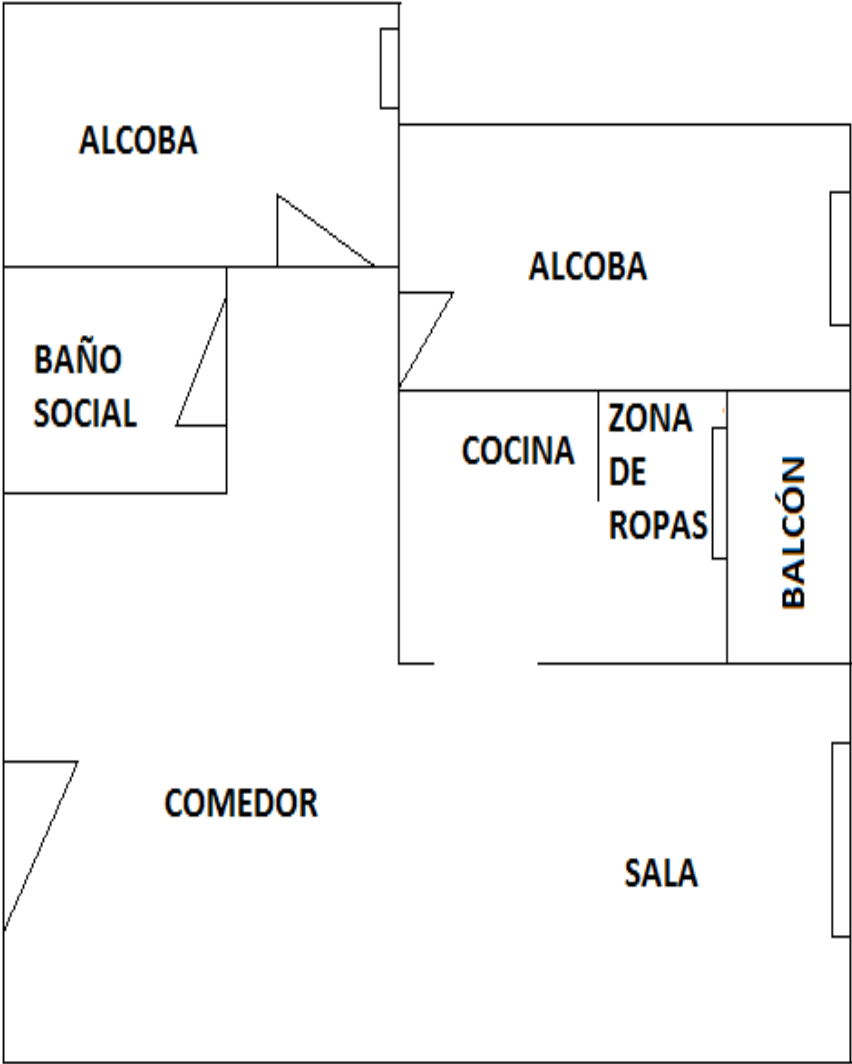 ALCOBA
ALCOBA
BAÑO
SOCIAL
COCINA
ZONA
DE
ROPAS
BALCÓN
COMEDOR
SALA